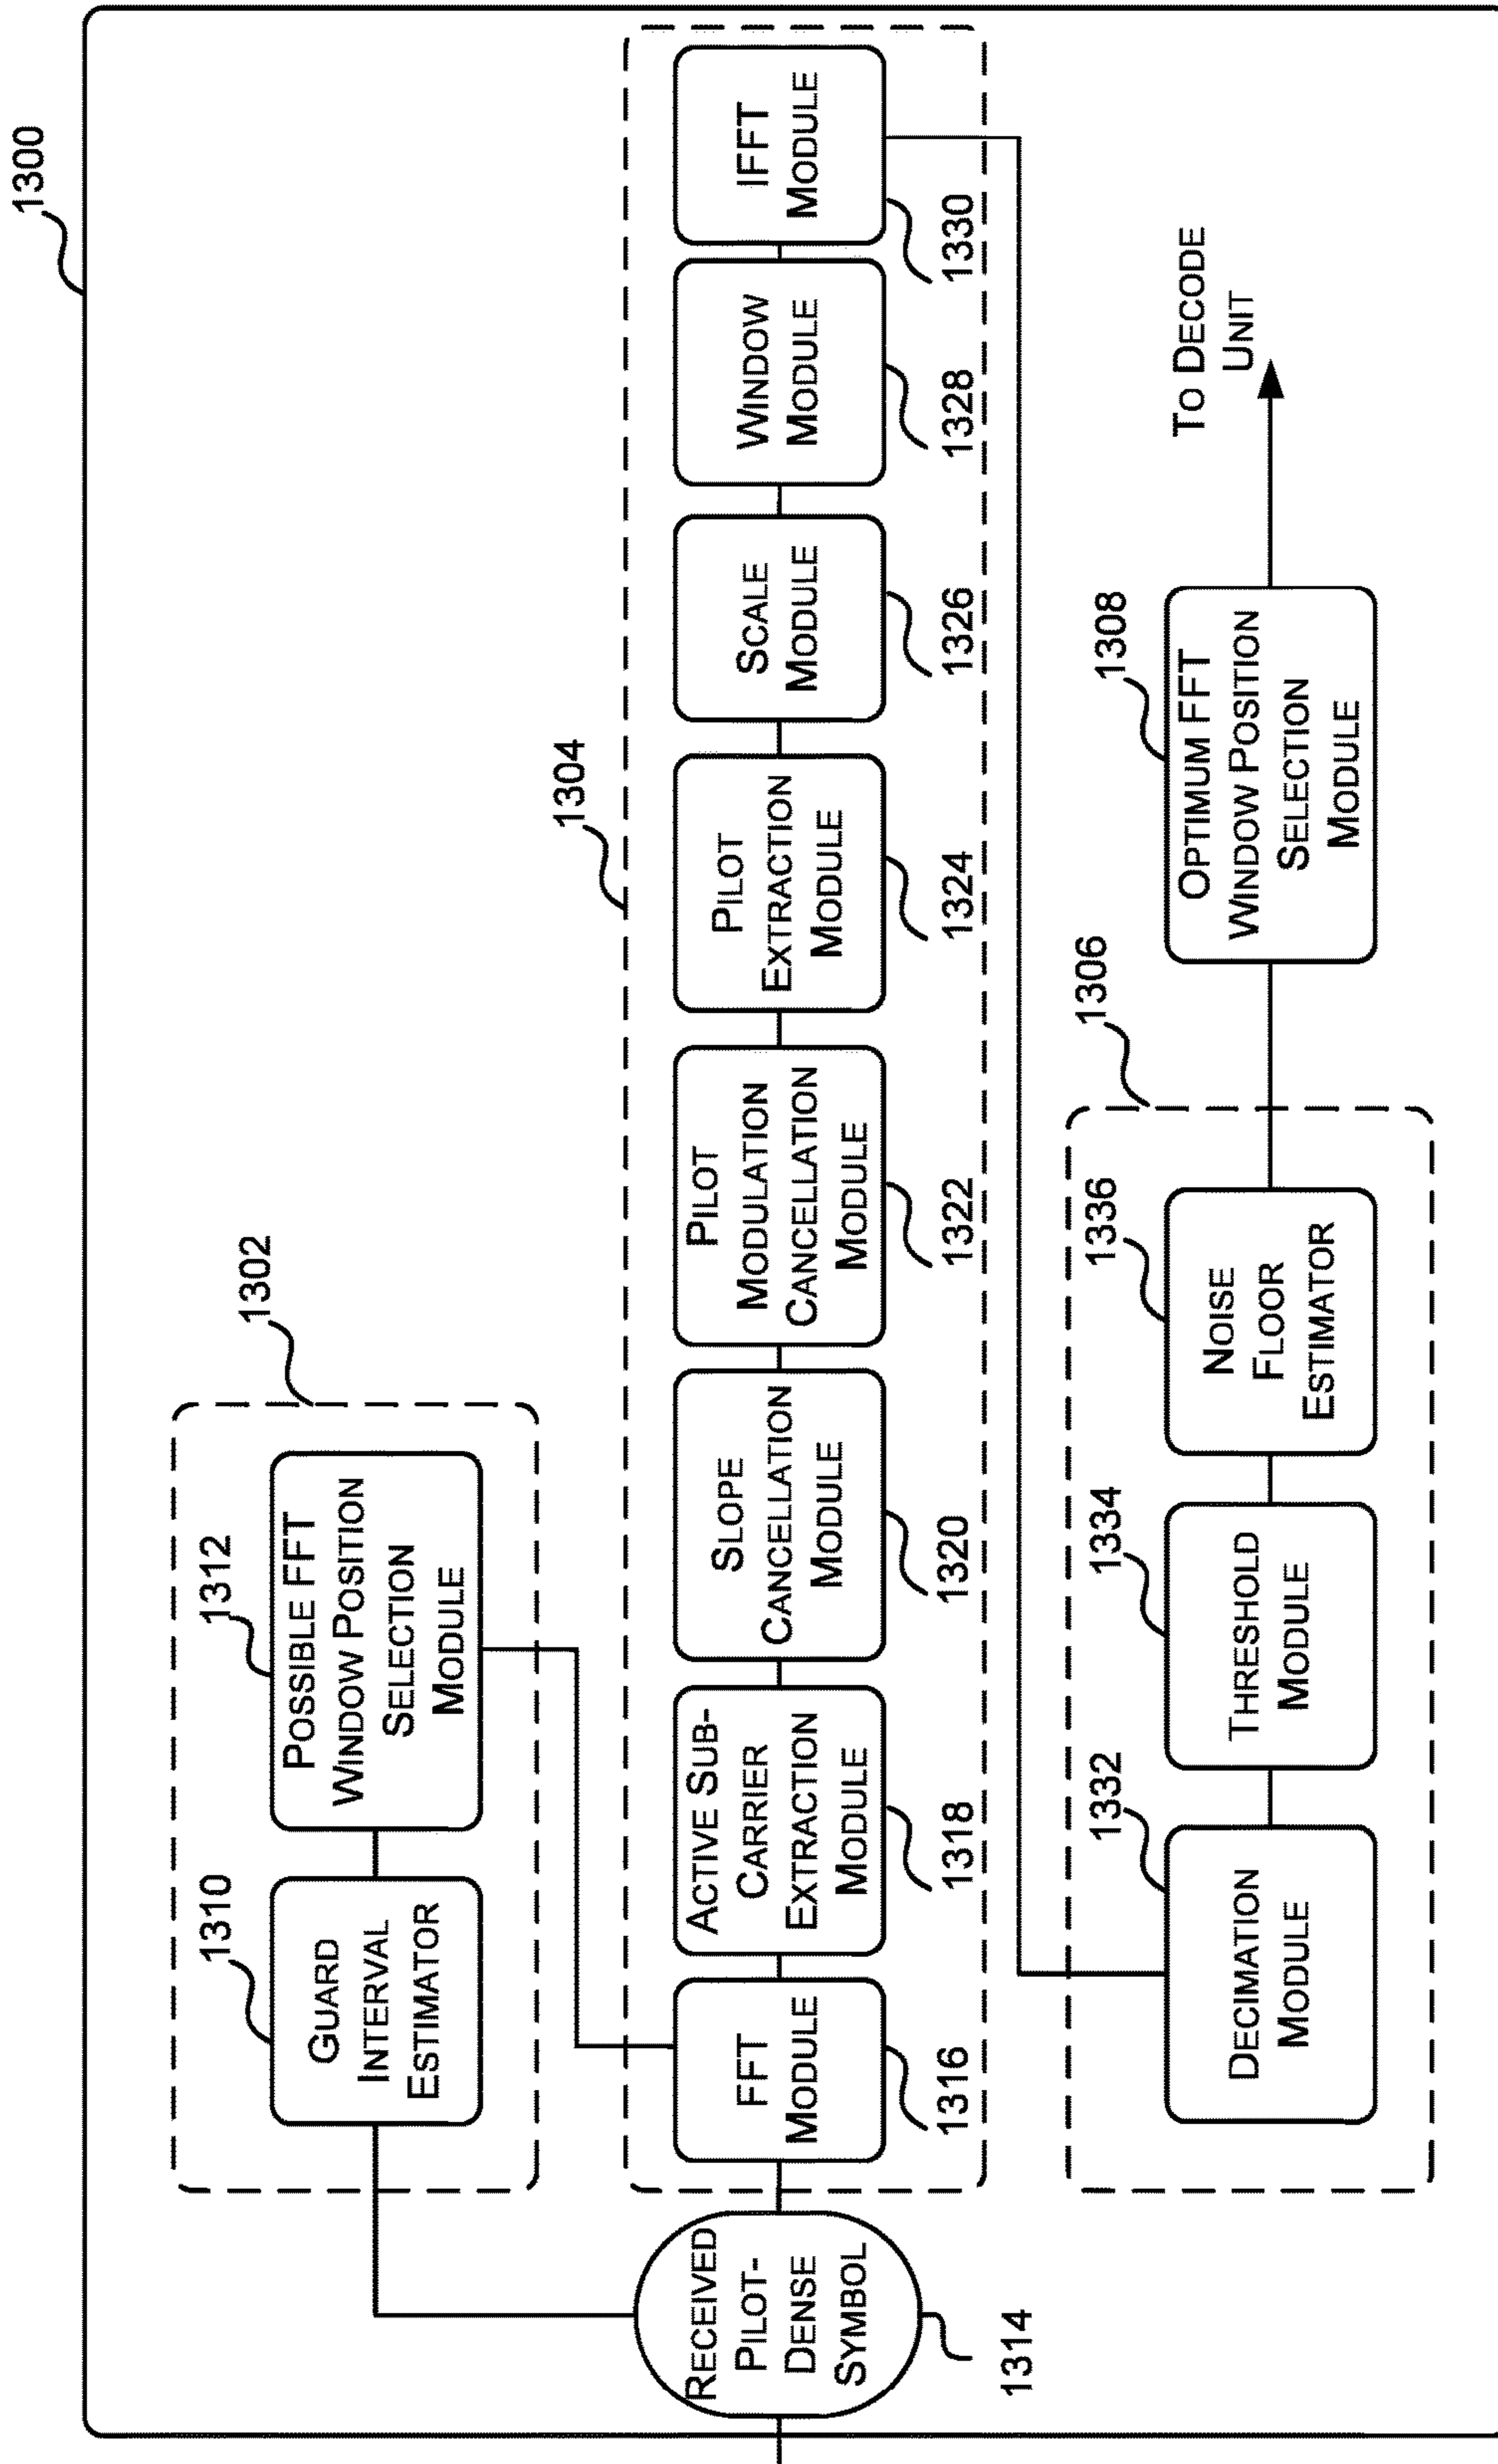 1300
1302
1310
GUARD
INTERVAL
ESTIMATOR
1312
POSSIBLE FFT
WINDOW POSITION
SELECTION
MODULE
1304
RECEIVED
PILOT-
DENSE
SYMBOL
1314
FFT
MODULE
1316
ACTIVE SUB-
CARRIER
EXTRACTION
MODULE
1318
SLOPE
CANCELLATION
MODULE
1320
PILOT
MODULATION
CANCELLATION
MODULE
1322
PILOT
EXTRACTION
MODULE
1324
SCALE
MODULE
1326
WINDOW
MODULE
1328
IFFT
MODULE
1330
1306
1332
DECIMATION
MODULE
1334
THRESHOLD
MODULE
1336
NOISE
FLOOR
ESTIMATOR
1308
OPTIMUM FFT
WINDOW POSITION
SELECTION
MODULE
TO DECODE
UNIT